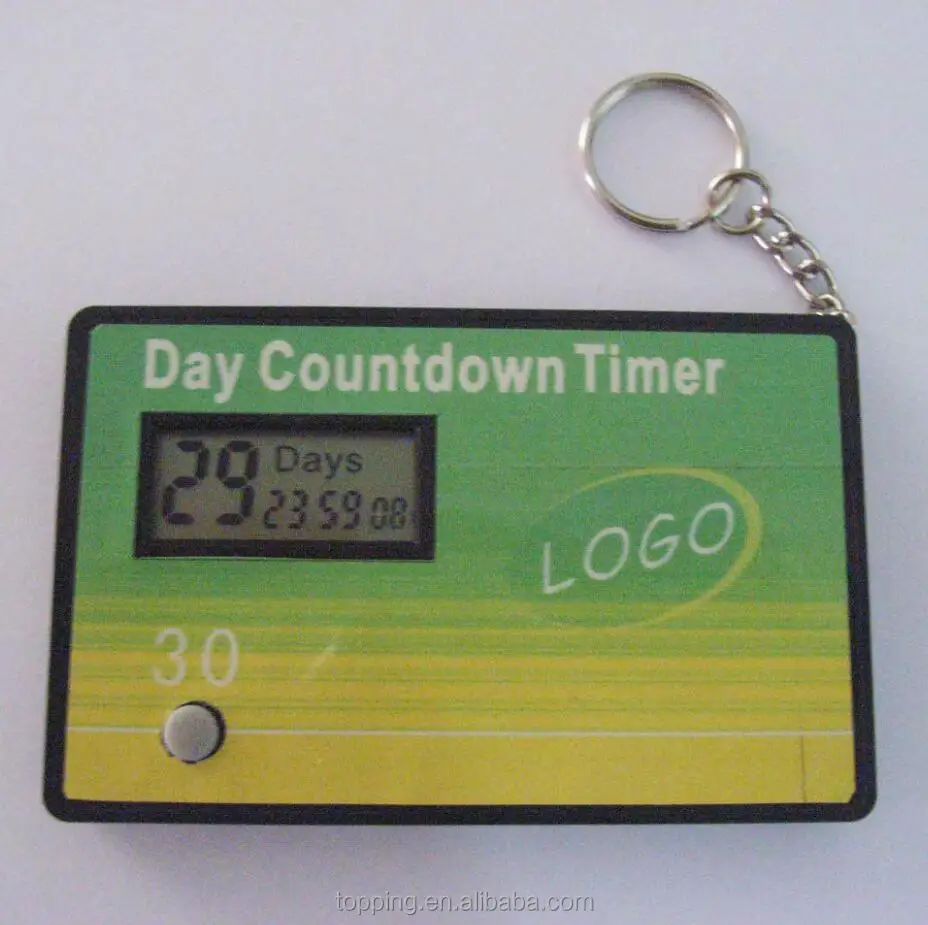 Day Countdown Timer
29 Days
23 59 08
LOGO
30
topping.en.alibaba.com